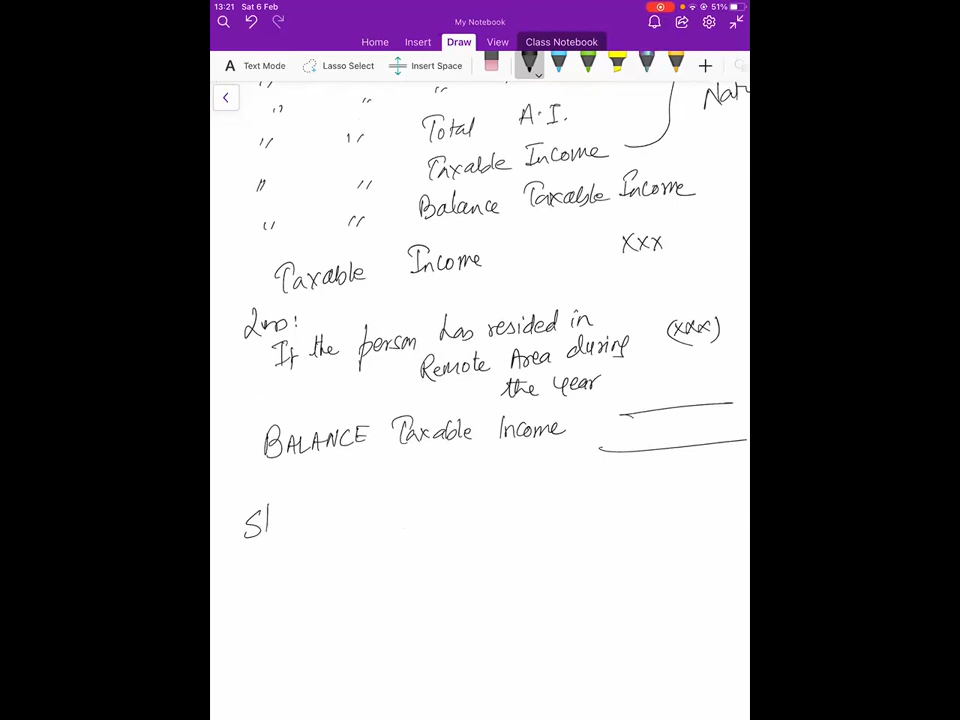 13:21 Sat 6 Feb
51%
My Notebook
Home Insert Draw View Class Notebook
Text Mode Lasso Select Insert Space
" "
" " Total A.I.
" " Taxable Income
" " Balance Taxable Income
" "
Taxable Income XXX
If the person has resided in (XXX)
Remote Area during
the year
BALANCE Taxable Income